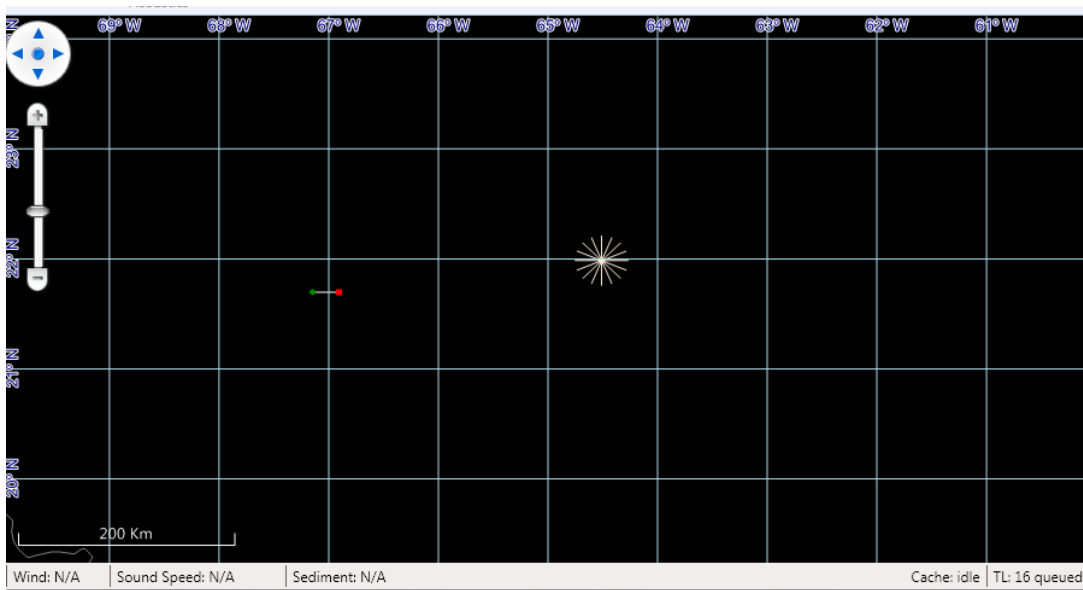 69° W 68° W 67° W 66° W 65° W 64° W 63° W 62° W 61° W
23° N
22° N
21° N
20° N
200 Km
Wind: N/A Sound Speed: N/A Sediment: N/A Cache: idle TL: 16 queued